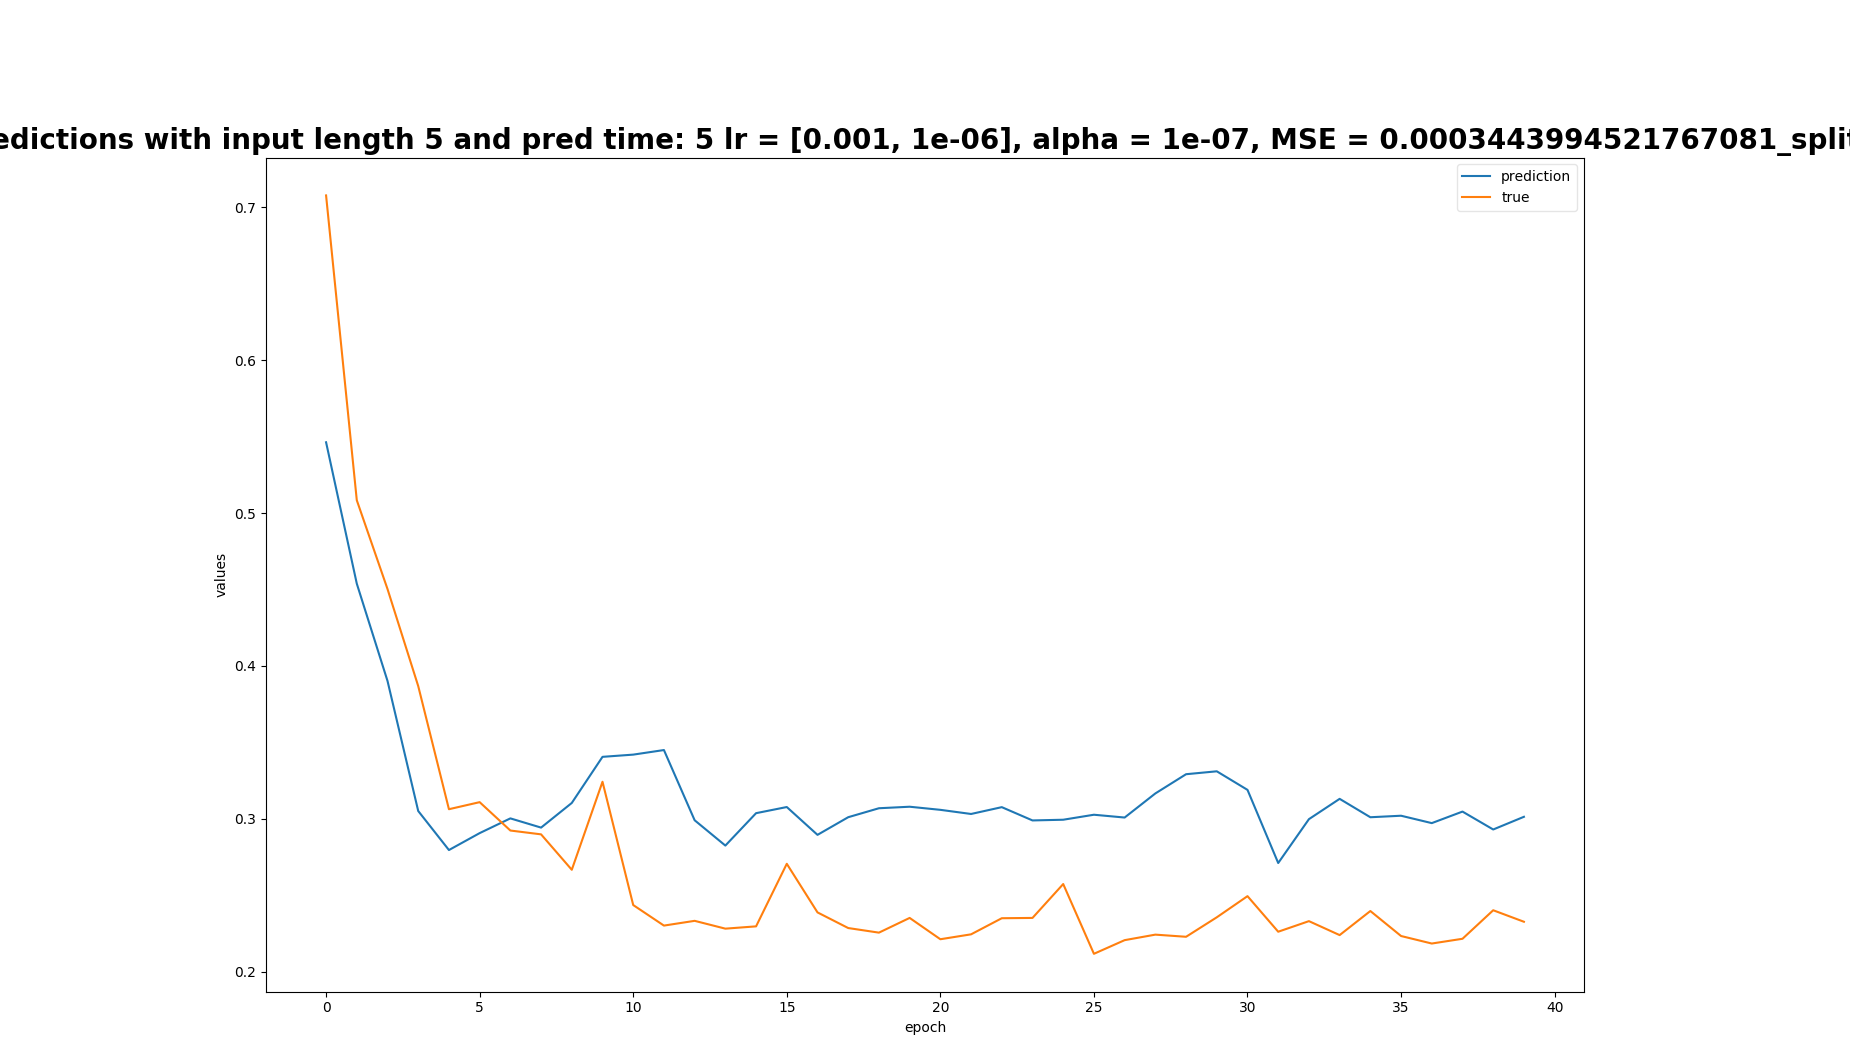 edictions with input length 5 and pred time: 5 lr = [0.001, 1e-06], alpha = 1e-07, MSE = 0.0003443994521767081_split
prediction
true
0.7
0.6
0.5
0.4
0.3
0.2
values
0 5 10 15 20 25 30 35 40
epoch